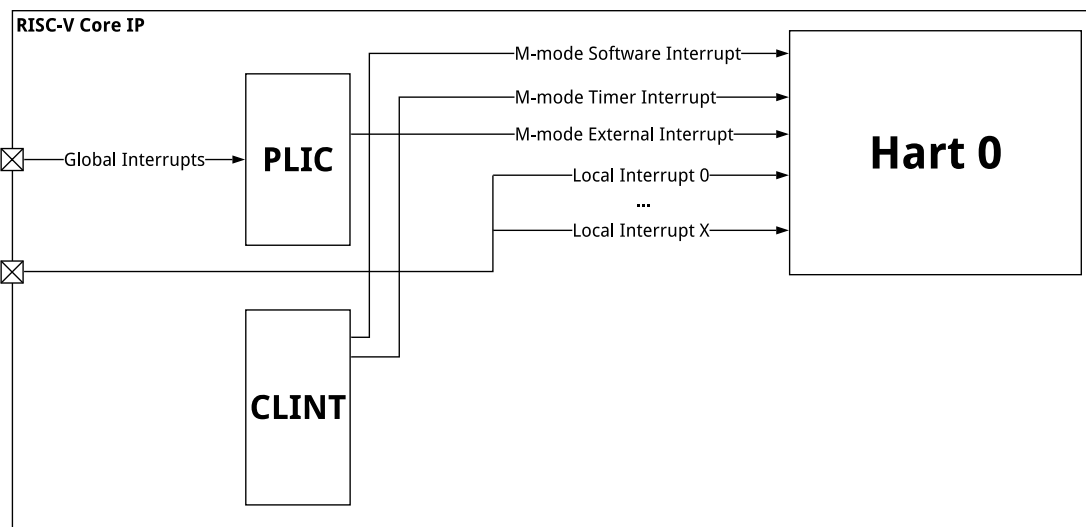 RISC-V Core IP
M-mode Software Interrupt
M-mode Timer Interrupt
M-mode External Interrupt
Global Interrupts
PLIC
Hart 0
Local Interrupt 0
...
Local Interrupt X
CLINT